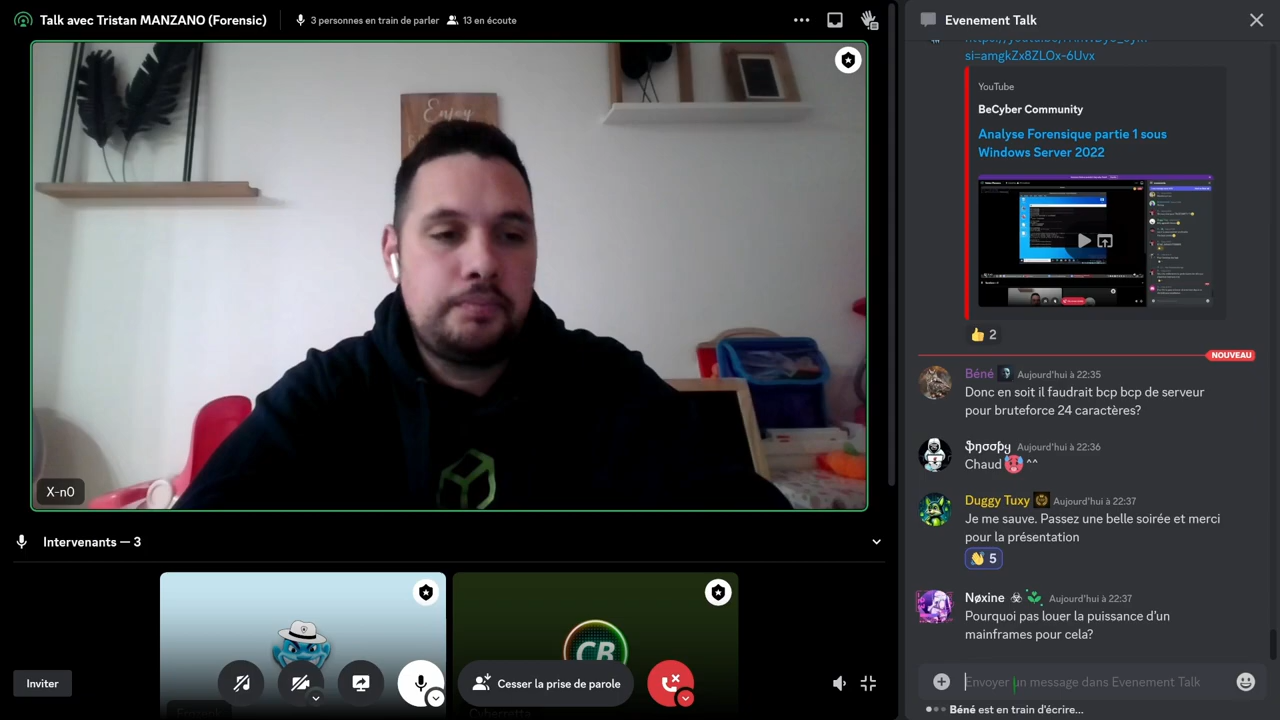 Talk avec Tristan MANZANO (Forensic)
3 personnes en train de parler
13 en écoute
Enjoy
X-n0
Intervenants — 3
CB
Inviter
Cesser la prise de parole
Evenement Talk
si=amgkZx8ZLOx-6Uvx
YouTube
BeCyber Community
Analyse Forensique partie 1 sous
Windows Server 2022
👍 2
NOUVEAU
Béné Aujourd'hui à 22:35
Donc en soit il faudrait bcp bcp de serveur
pour bruteforce 24 caractères?
Aujourd'hui à 22:36
Chaud 🥵 ^^
Duggy Tuxy Aujourd'hui à 22:37
Je me sauve. Passez une belle soirée et merci
pour la présentation
👋 5
Nøxine ☣ Aujourd'hui à 22:37
Pourquoi pas louer la puissance d'un
mainframes pour cela?
Envoyer un message dans Evenement Talk
Béné est en train d'écrire...